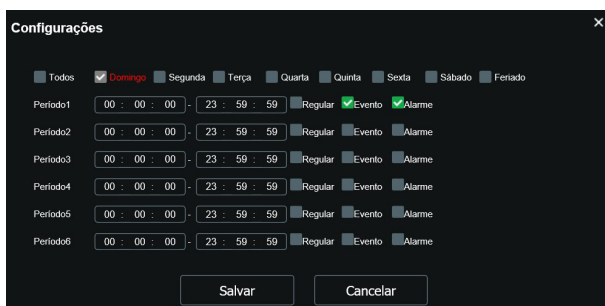 Configurações ×
Todos Domingo Segunda Terça Quarta Quinta Sexta Sábado Feriado
Período1 00 : 00 : 00 - 23 : 59 : 59 Regular Evento Alarme
Período2 00 : 00 : 00 - 23 : 59 : 59 Regular Evento Alarme
Período3 00 : 00 : 00 - 23 : 59 : 59 Regular Evento Alarme
Período4 00 : 00 : 00 - 23 : 59 : 59 Regular Evento Alarme
Período5 00 : 00 : 00 - 23 : 59 : 59 Regular Evento Alarme
Período6 00 : 00 : 00 - 23 : 59 : 59 Regular Evento Alarme
Salvar Cancelar